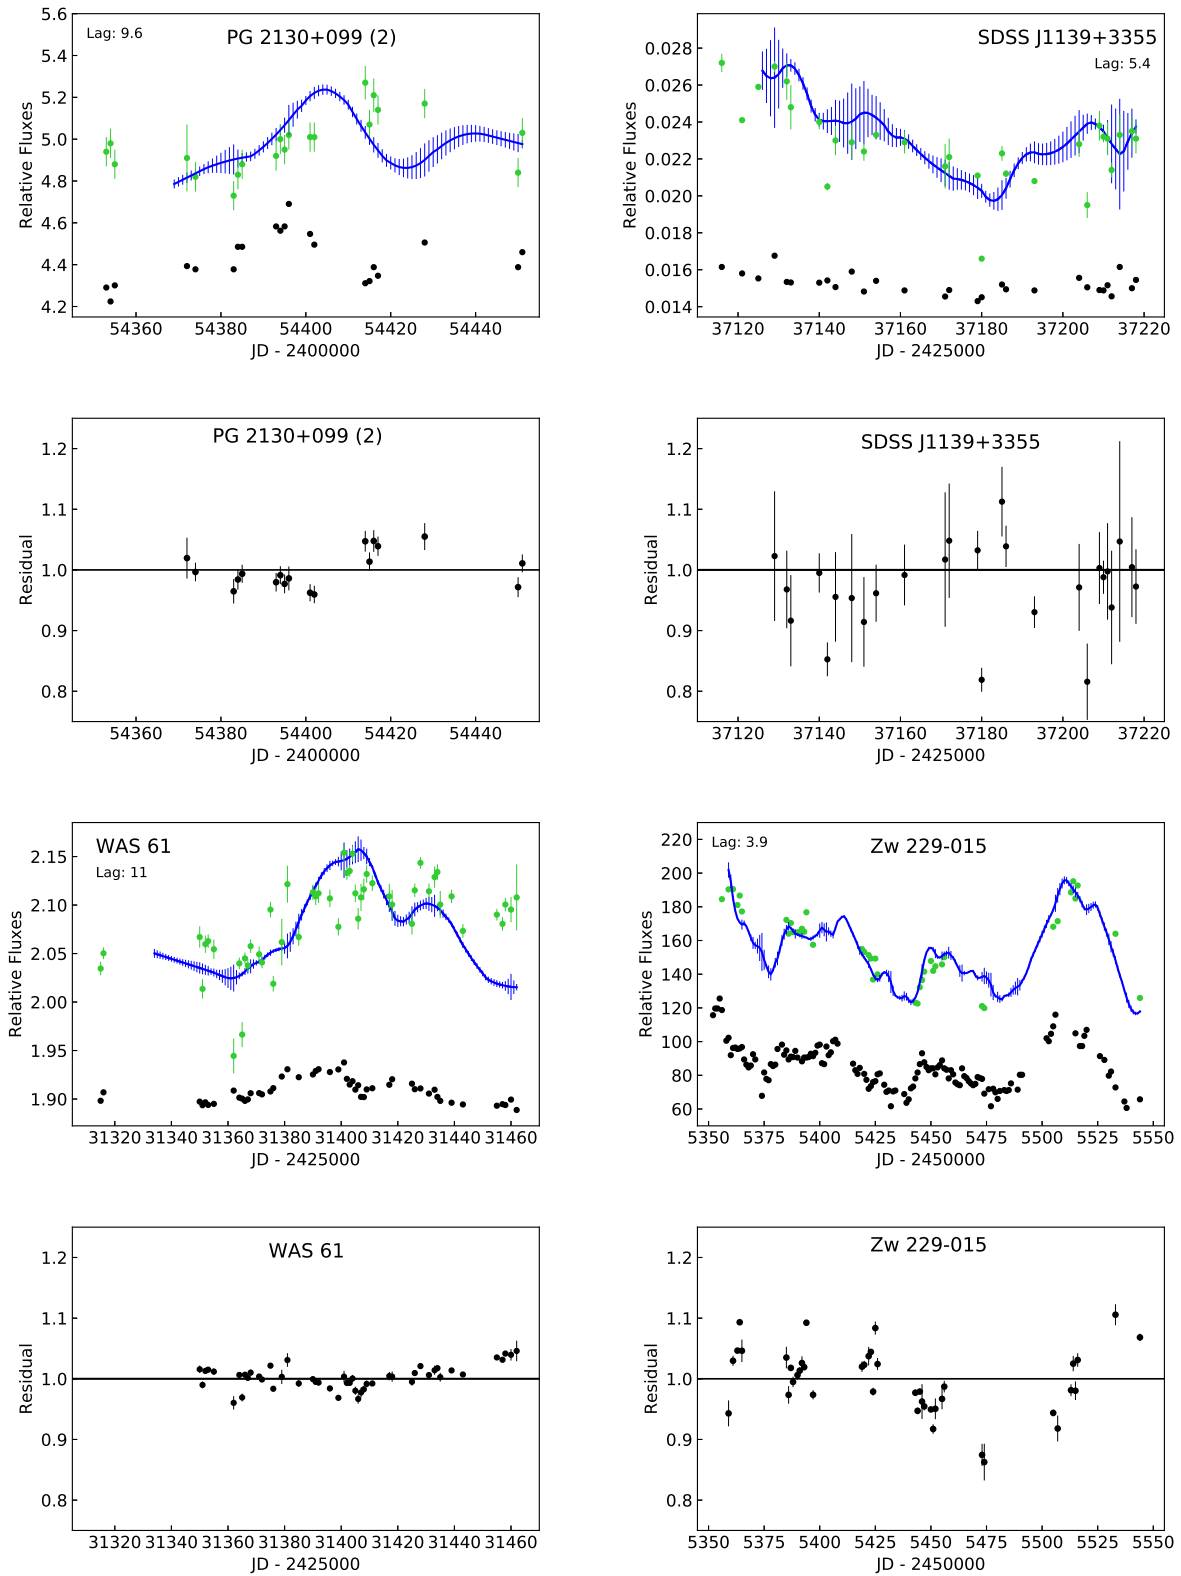 PG 2130+099 (2)
Lag: 9.6
Relative Fluxes
5.6
5.4
5.2
5.0
4.8
4.6
4.4
4.2
54360 54380 54400 54420 54440
JD - 2400000
SDSS J1139+3355
Lag: 5.4
Relative Fluxes
0.028
0.026
0.024
0.022
0.020
0.018
0.016
0.014
37120 37140 37160 37180 37200 37220
JD - 2425000
PG 2130+099 (2)
Residual
1.2
1.1
1.0
0.9
0.8
54360 54380 54400 54420 54440
JD - 2400000
SDSS J1139+3355
Residual
1.2
1.1
1.0
0.9
0.8
37120 37140 37160 37180 37200 37220
JD - 2425000
WAS 61
Lag: 11
Relative Fluxes
2.15
2.10
2.05
2.00
1.95
1.90
31320 31340 31360 31380 31400 31420 31440 31460
JD - 2425000
Zw 229-015
Lag: 3.9
Relative Fluxes
220
200
180
160
140
120
100
80
60
5350 5375 5400 5425 5450 5475 5500 5525 5550
JD - 2450000
WAS 61
Residual
1.2
1.1
1.0
0.9
0.8
31320 31340 31360 31380 31400 31420 31440 31460
JD - 2425000
Zw 229-015
Residual
1.2
1.1
1.0
0.9
0.8
5350 5375 5400 5425 5450 5475 5500 5525 5550
JD - 2450000